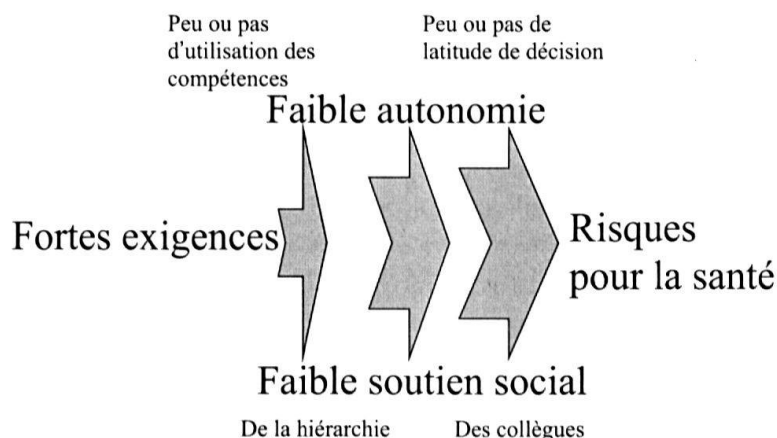 Peu ou pas
d'utilisation des
compétences
Peu ou pas de
latitude de décision
Faible autonomie
Fortes exigences
Risques
pour la santé
Faible soutien social
De la hiérarchie
Des collègues